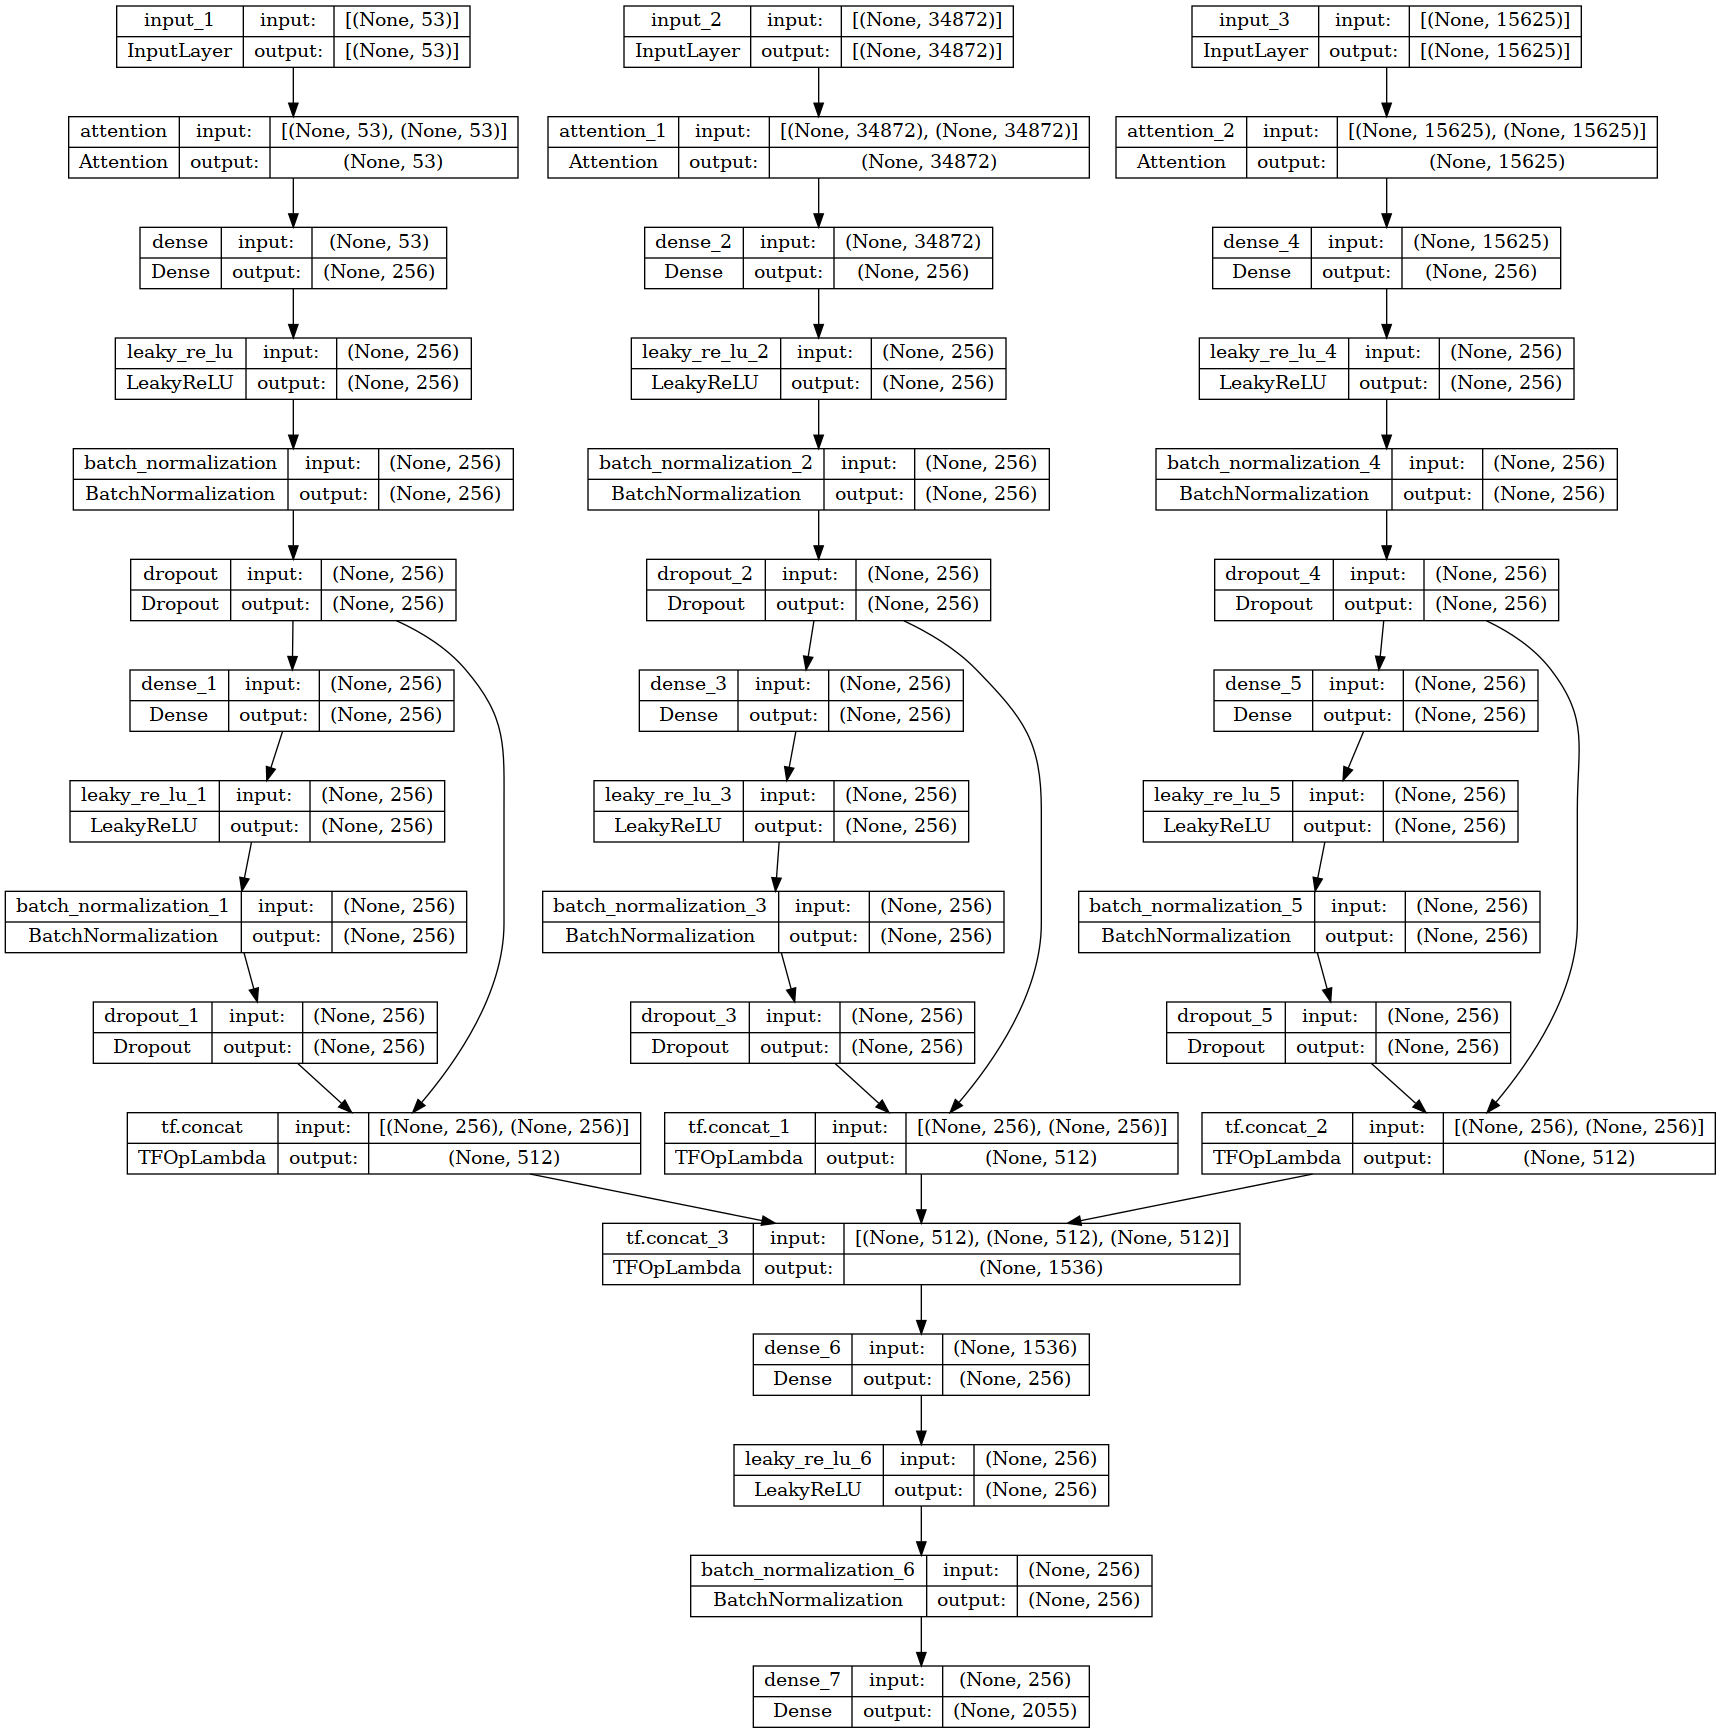 input_1 input: [(None, 53)]
InputLayer output: [(None, 53)]
input_2 input: [(None, 34872)]
InputLayer output: [(None, 34872)]
input_3 input: [(None, 15625)]
InputLayer output: [(None, 15625)]
attention input: [(None, 53), (None, 53)]
Attention output: (None, 53)
attention_1 input: [(None, 34872), (None, 34872)]
Attention output: (None, 34872)
attention_2 input: [(None, 15625), (None, 15625)]
Attention output: (None, 15625)
dense input: (None, 53)
Dense output: (None, 256)
dense_2 input: (None, 34872)
Dense output: (None, 256)
dense_4 input: (None, 15625)
Dense output: (None, 256)
leaky_re_lu input: (None, 256)
LeakyReLU output: (None, 256)
leaky_re_lu_2 input: (None, 256)
LeakyReLU output: (None, 256)
leaky_re_lu_4 input: (None, 256)
LeakyReLU output: (None, 256)
batch_normalization input: (None, 256)
BatchNormalization output: (None, 256)
batch_normalization_2 input: (None, 256)
BatchNormalization output: (None, 256)
batch_normalization_4 input: (None, 256)
BatchNormalization output: (None, 256)
dropout input: (None, 256)
Dropout output: (None, 256)
dropout_2 input: (None, 256)
Dropout output: (None, 256)
dropout_4 input: (None, 256)
Dropout output: (None, 256)
dense_1 input: (None, 256)
Dense output: (None, 256)
dense_3 input: (None, 256)
Dense output: (None, 256)
dense_5 input: (None, 256)
Dense output: (None, 256)
leaky_re_lu_1 input: (None, 256)
LeakyReLU output: (None, 256)
leaky_re_lu_3 input: (None, 256)
LeakyReLU output: (None, 256)
leaky_re_lu_5 input: (None, 256)
LeakyReLU output: (None, 256)
batch_normalization_1 input: (None, 256)
BatchNormalization output: (None, 256)
batch_normalization_3 input: (None, 256)
BatchNormalization output: (None, 256)
batch_normalization_5 input: (None, 256)
BatchNormalization output: (None, 256)
dropout_1 input: (None, 256)
Dropout output: (None, 256)
dropout_3 input: (None, 256)
Dropout output: (None, 256)
dropout_5 input: (None, 256)
Dropout output: (None, 256)
tf.concat input: [(None, 256), (None, 256)]
TFOpLambda output: (None, 512)
tf.concat_1 input: [(None, 256), (None, 256)]
TFOpLambda output: (None, 512)
tf.concat_2 input: [(None, 256), (None, 256)]
TFOpLambda output: (None, 512)
tf.concat_3 input: [(None, 512), (None, 512), (None, 512)]
TFOpLambda output: (None, 1536)
dense_6 input: (None, 1536)
Dense output: (None, 256)
leaky_re_lu_6 input: (None, 256)
LeakyReLU output: (None, 256)
batch_normalization_6 input: (None, 256)
BatchNormalization output: (None, 256)
dense_7 input: (None, 256)
Dense output: (None, 2055)